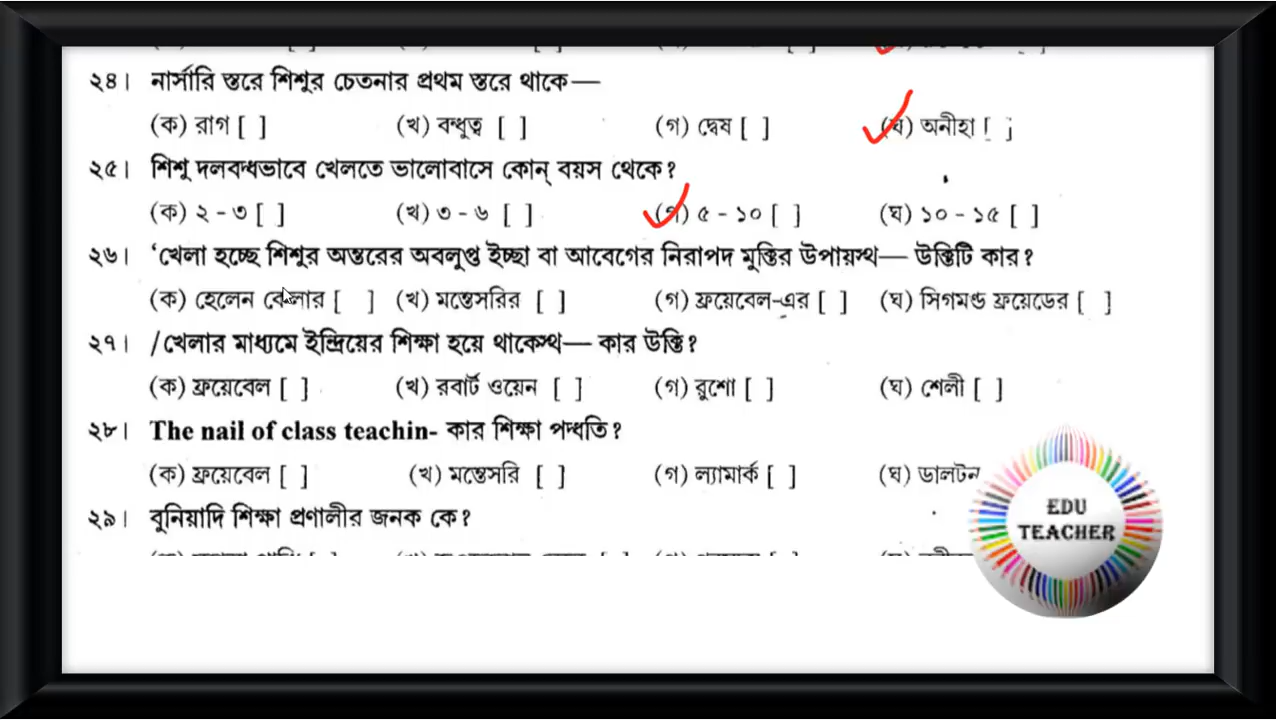 ২৪। নার্সারি স্তরে শিশুর চেতনার প্রথম স্তরে থাকে—
(ক) রাগ [ ] (খ) বন্ধুত্ব [ ] (গ) দ্বেষ [ ] (ঘ) অনীহা [ ]
২৫। শিশু দলবদ্ধভাবে খেলতে ভালোবাসে কোন্ বয়স থেকে?
(ক) ২ - ৩ [ ] (খ) ৩ - ৬ [ ] (গ) ৫ - ১০ [ ] (ঘ) ১০ - ১৫ [ ]
২৬। ‘খেলা হচ্ছে শিশুর অন্তরের অবলুপ্ত ইচ্ছা বা আবেগের নিরাপদ মুক্তির উপায়স্থ— উক্তিটি কার?
(ক) হেলেন কেলার [ ] (খ) মন্তেসরির [ ] (গ) ফ্রয়েবেল-এর [ ] (ঘ) সিগমণ্ড ফ্রয়েডের [ ]
২৭। /খেলার মাধ্যমে ইন্দ্রিয়ের শিক্ষা হয়ে থাকেস্থ— কার উক্তি?
(ক) ফ্রয়েবেল [ ] (খ) রবার্ট ওয়েন [ ] (গ) রুশো [ ] (ঘ) শেলী [ ]
২৮। The nail of class teachin- কার শিক্ষা পদ্ধতি?
(ক) ফ্রয়েবেল [ ] (খ) মন্তেসরি [ ] (গ) ল্যামার্ক [ ] (ঘ) ডালটন
২৯। বুনিয়াদি শিক্ষা প্রণালীর জনক কে?
EDU
TEACHER